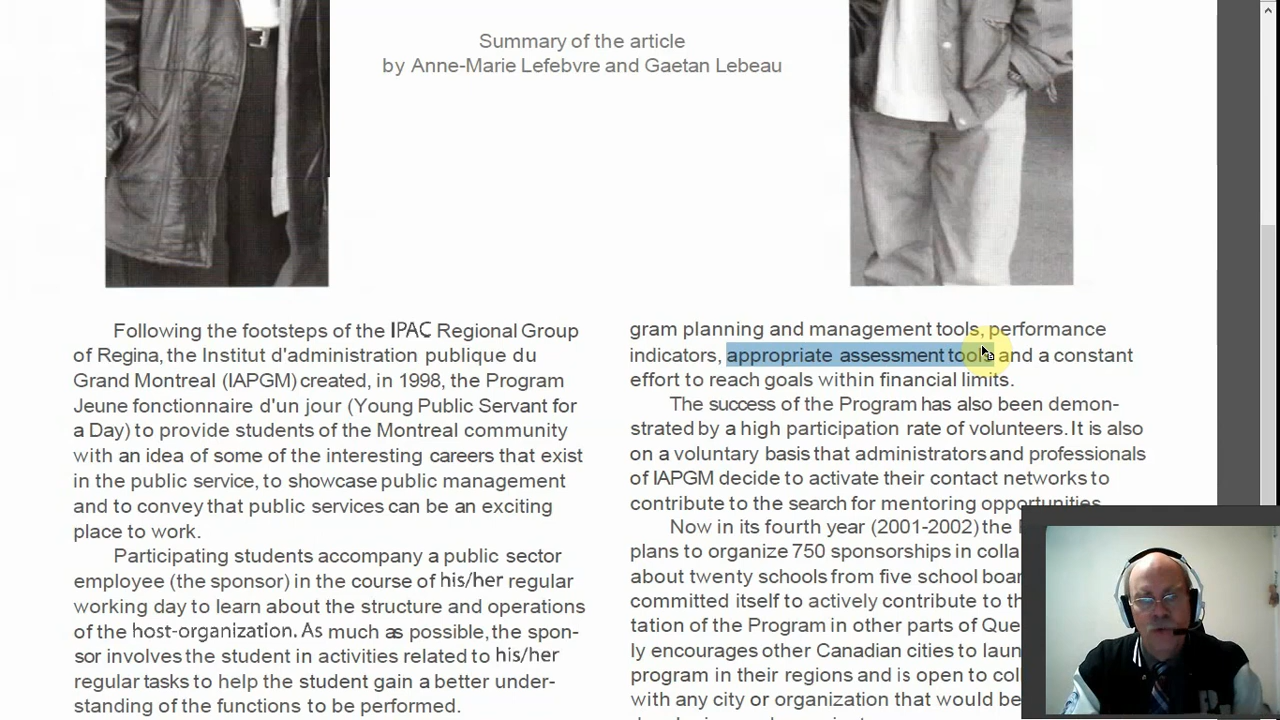 Summary of the article
by Anne-Marie Lefebvre and Gaetan Lebeau
Following the footsteps of the IPAC Regional Group
of Regina, the Institut d'administration publique du
Grand Montreal (IAPGM) created, in 1998, the Program
Jeune fonctionnaire d'un jour (Young Public Servant for
a Day) to provide students of the Montreal community
with an idea of some of the interesting careers that exist
in the public service, to showcase public management
and to convey that public services can be an exciting
place to work.
Participating students accompany a public sector
employee (the sponsor) in the course of his/her regular
working day to learn about the structure and operations
of the host-organization. As much as possible, the spon-
sor involves the student in activities related to his/her
regular tasks to help the student gain a better under-
standing of the functions to be performed.
gram planning and management tools, performance
indicators, appropriate assessment tools and a constant
effort to reach goals within financial limits.
The success of the Program has also been demon-
strated by a high participation rate of volunteers. It is also
on a voluntary basis that administrators and professionals
of IAPGM decide to activate their contact networks to
contribute to the search for mentoring opportunities.
Now in its fourth year (2001-2002) the
plans to organize 750 sponsorships in
about twenty schools from five school
committed itself to actively contribute to
tation of the Program in other parts of
ly encourages other Canadian cities to
program in their regions and is open to
with any city or organization that would